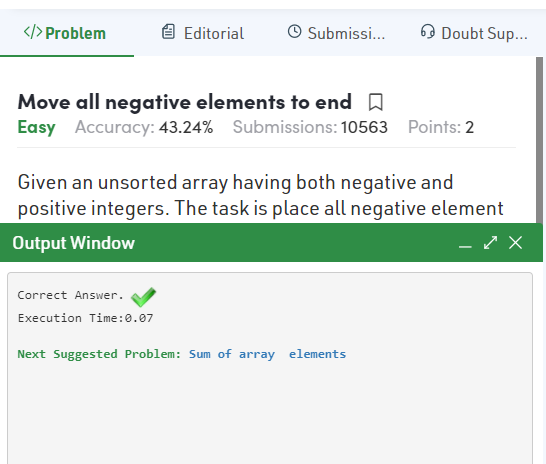 </> Problem Editorial Submissi... Doubt Sup...
Move all negative elements to end
Easy Accuracy: 43.24% Submissions: 10563 Points: 2
Given an unsorted array having both negative and
positive integers. The task is place all negative element
Output Window
Correct Answer.
Execution Time:0.07
Next Suggested Problem: Sum of array elements